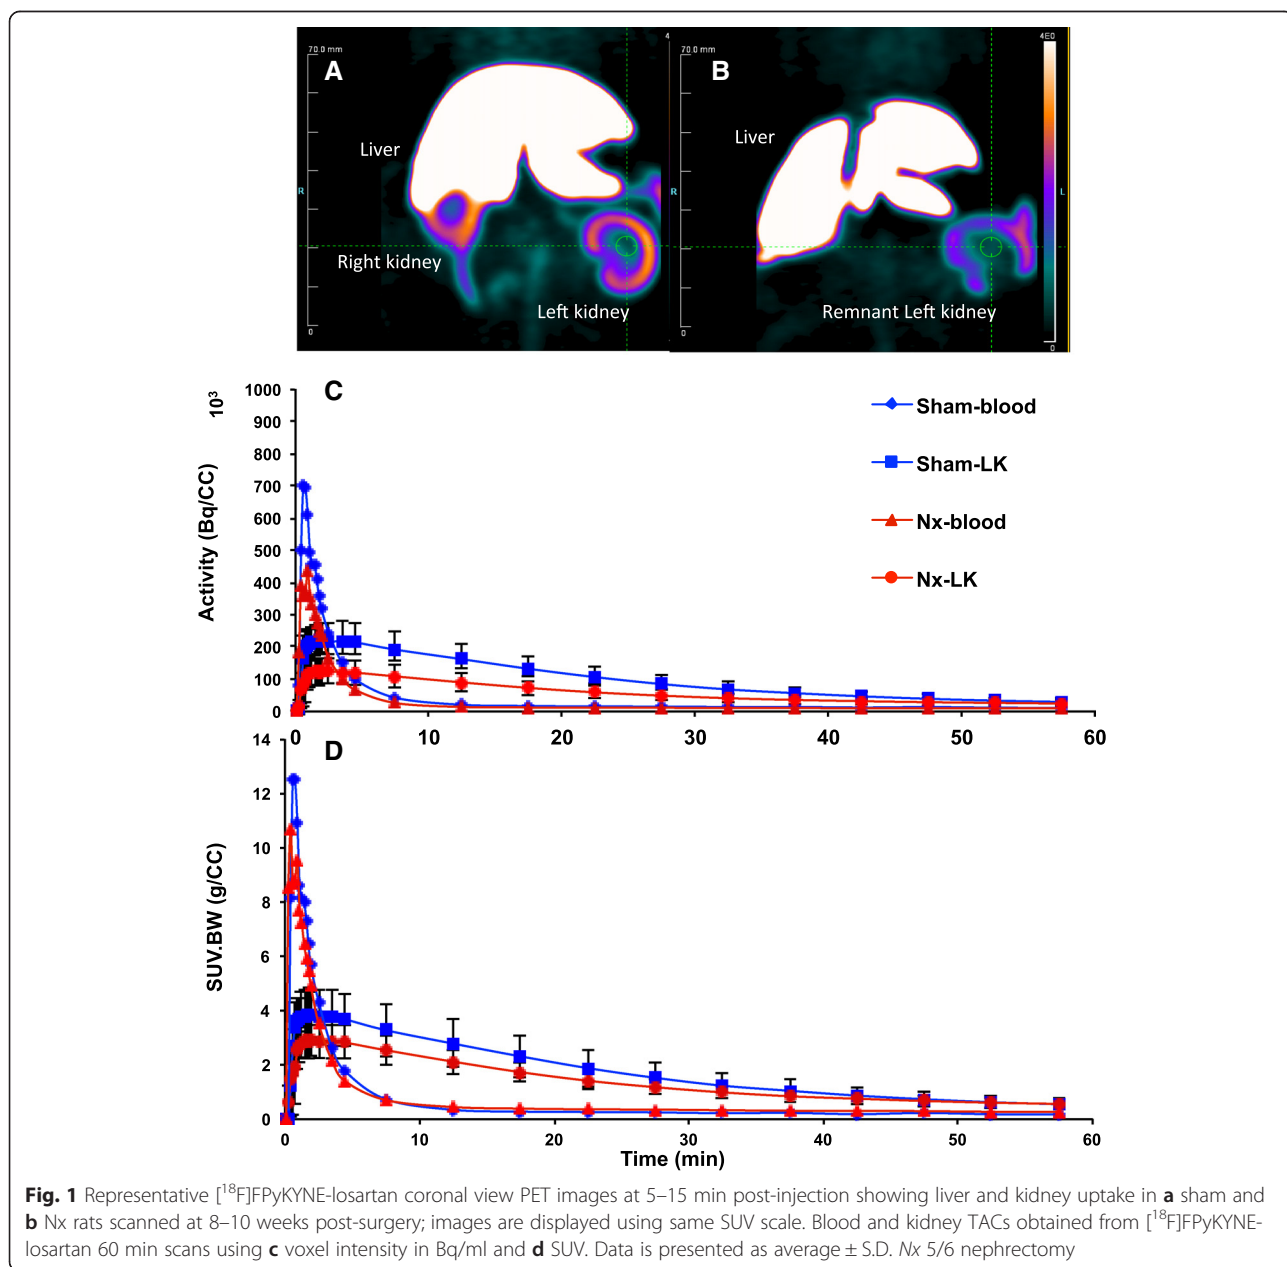 70.0 mm
A
Liver
R
Right kidney
Left kidney
0
4
70.0 mm
B
4E0
Liver
R
L
Remnant Left kidney
0
0
C
10³
Activity (Bq/CC)
1000
900
800
700
600
500
400
300
200
100
0
0 10 20 30 40 50 60
Sham-blood
Sham-LK
Nx-blood
Nx-LK
D
SUV.BW (g/CC)
14
12
10
8
6
4
2
0
0 10 20 30 40 50 60
Time (min)
Fig. 1 Representative [¹⁸F]FPyKYNE-losartan coronal view PET images at 5–15 min post-injection showing liver and kidney uptake in a sham and
b Nx rats scanned at 8–10 weeks post-surgery; images are displayed using same SUV scale. Blood and kidney TACs obtained from [¹⁸F]FPyKYNE-
losartan 60 min scans using c voxel intensity in Bq/ml and d SUV. Data is presented as average ± S.D. Nx 5/6 nephrectomy